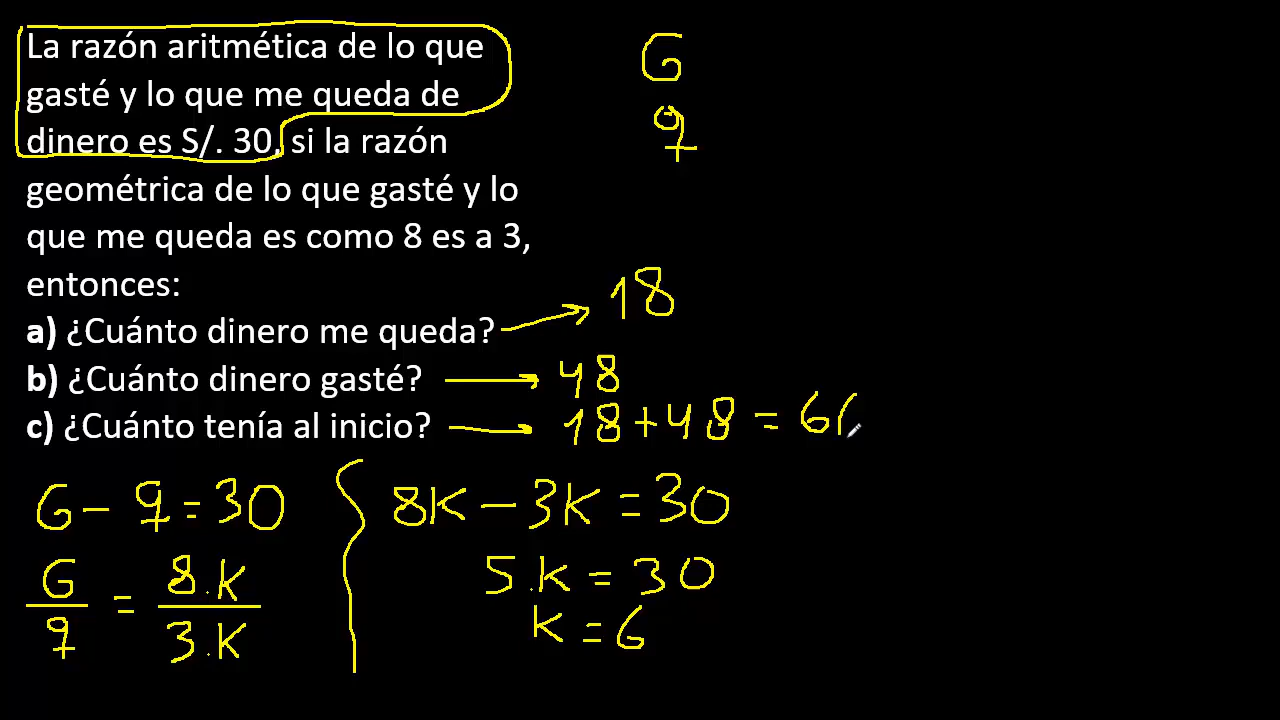 La razón aritmética de lo que
gasté y lo que me queda de
dinero es S/. 30, si la razón
geométrica de lo que gasté y lo
que me queda es como 8 es a 3,
entonces:
a) ¿Cuánto dinero me queda? → 18
b) ¿Cuánto dinero gasté? → 48
c) ¿Cuánto tenía al inicio? → 18 + 48 = 6
G
q
G - q = 30
G/q = 8.K/3.K
8K - 3K = 30
5.K = 30
K = 6